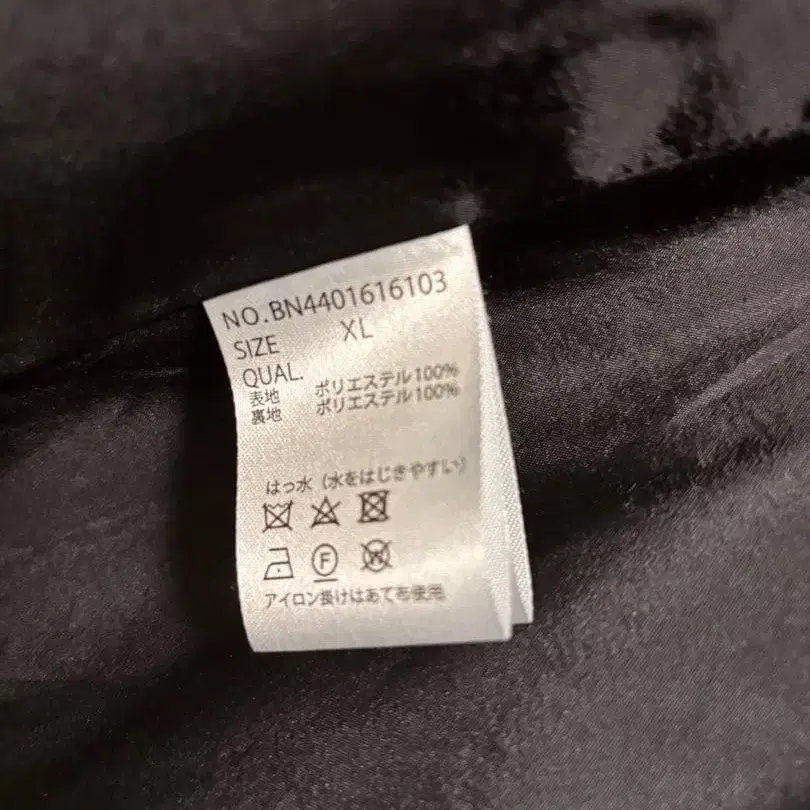 NO.BN4401616103
SIZE XL
QUAL.
表地 ポリエステル100%
裏地 ポリエステル100%
はっ水（水をはじきやすい）
F
W
アイロン掛けはあて布使用